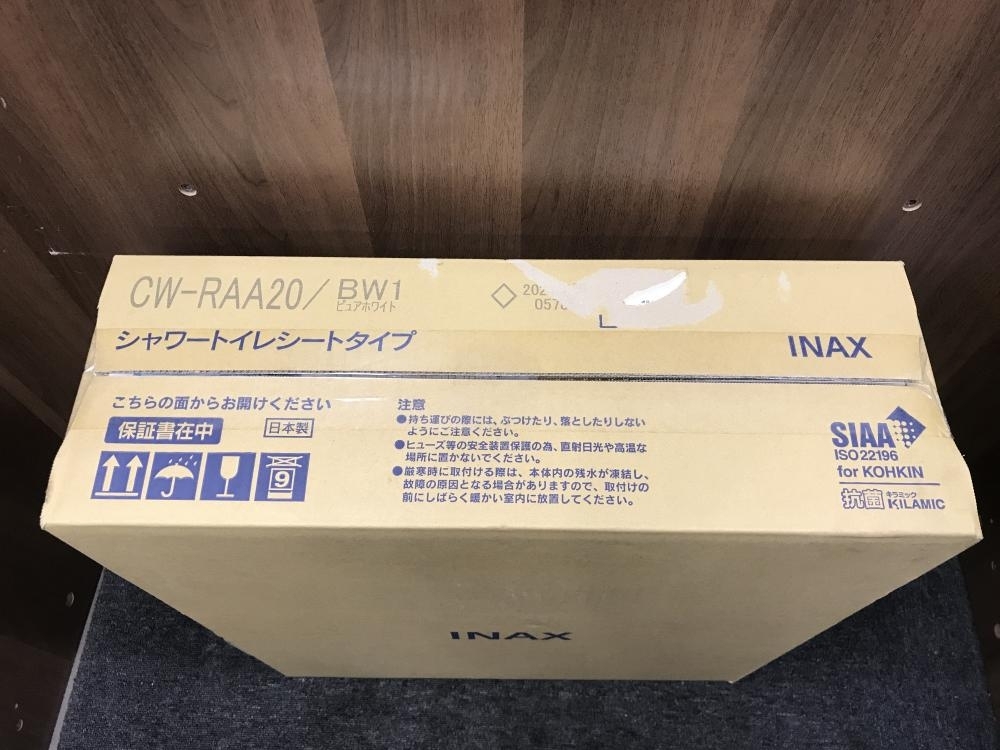 CW-RAA20/BW1
ピュアホワイト
シャワートイレシートタイプ
INAX
こちらの面からお開けください
保証書在中
日本製
9
注意
●持ち運びの際には、ぶつけたり、落としたりしない
ようにご注意ください。
●ヒューズ等の安全装置保護の為、直射日光や高温な
場所に置かないでください。
●厳寒時に取付ける際は、本体内の残水が凍結し、
故障の原因となる場合がありますので、取付けの
前にしばらく暖かい室内に放置してください。
SIAA
ISO22196
for KOHKIN
抗菌 キラミック KILAMIC
INAX